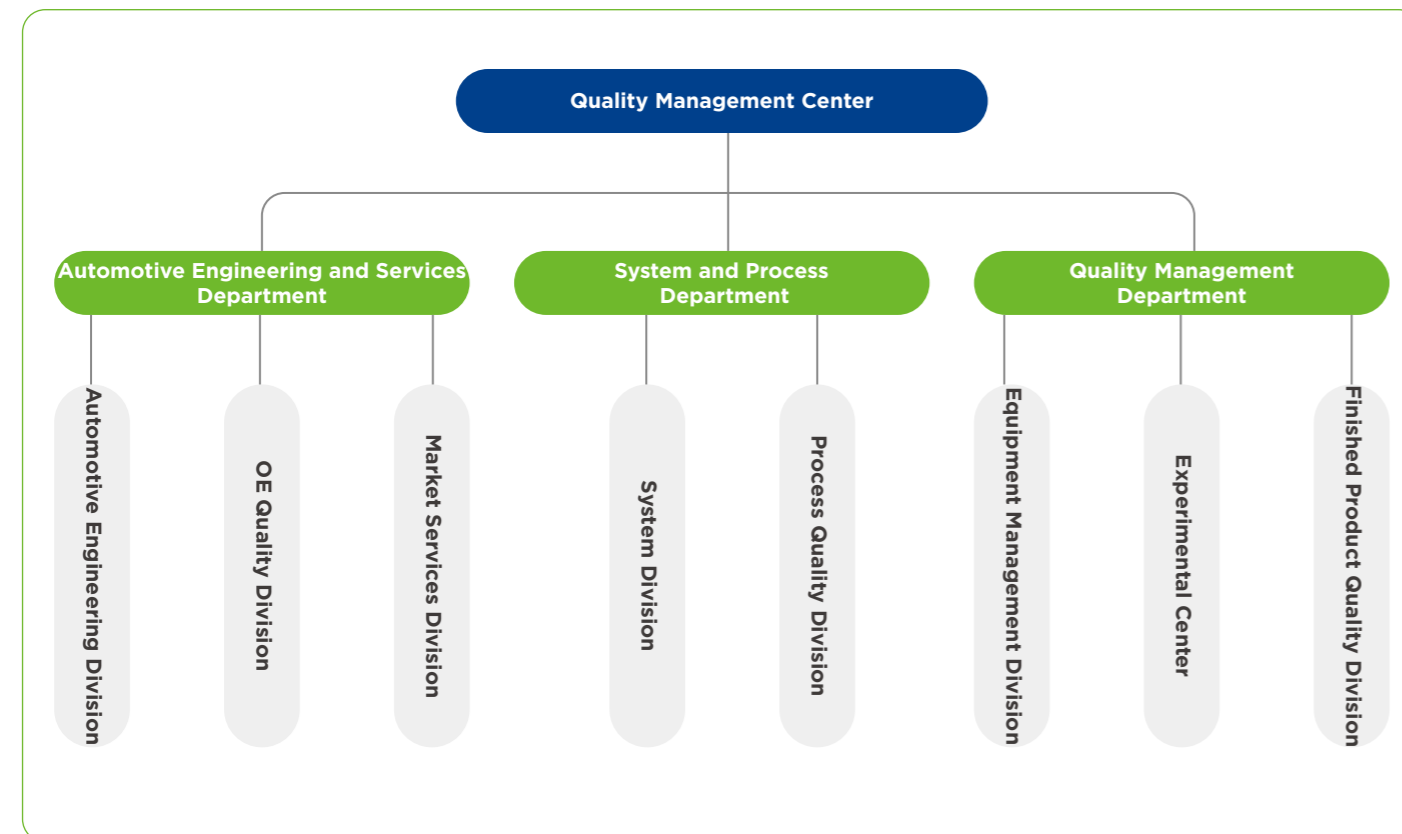 Quality Management Center
Automotive Engineering and Services
Department
System and Process
Department
Quality Management
Department
Automotive Engineering Division
OE Quality Division
Market Services Division
System Division
Process Quality Division
Equipment Management Division
Experimental Center
Finished Product Quality Division